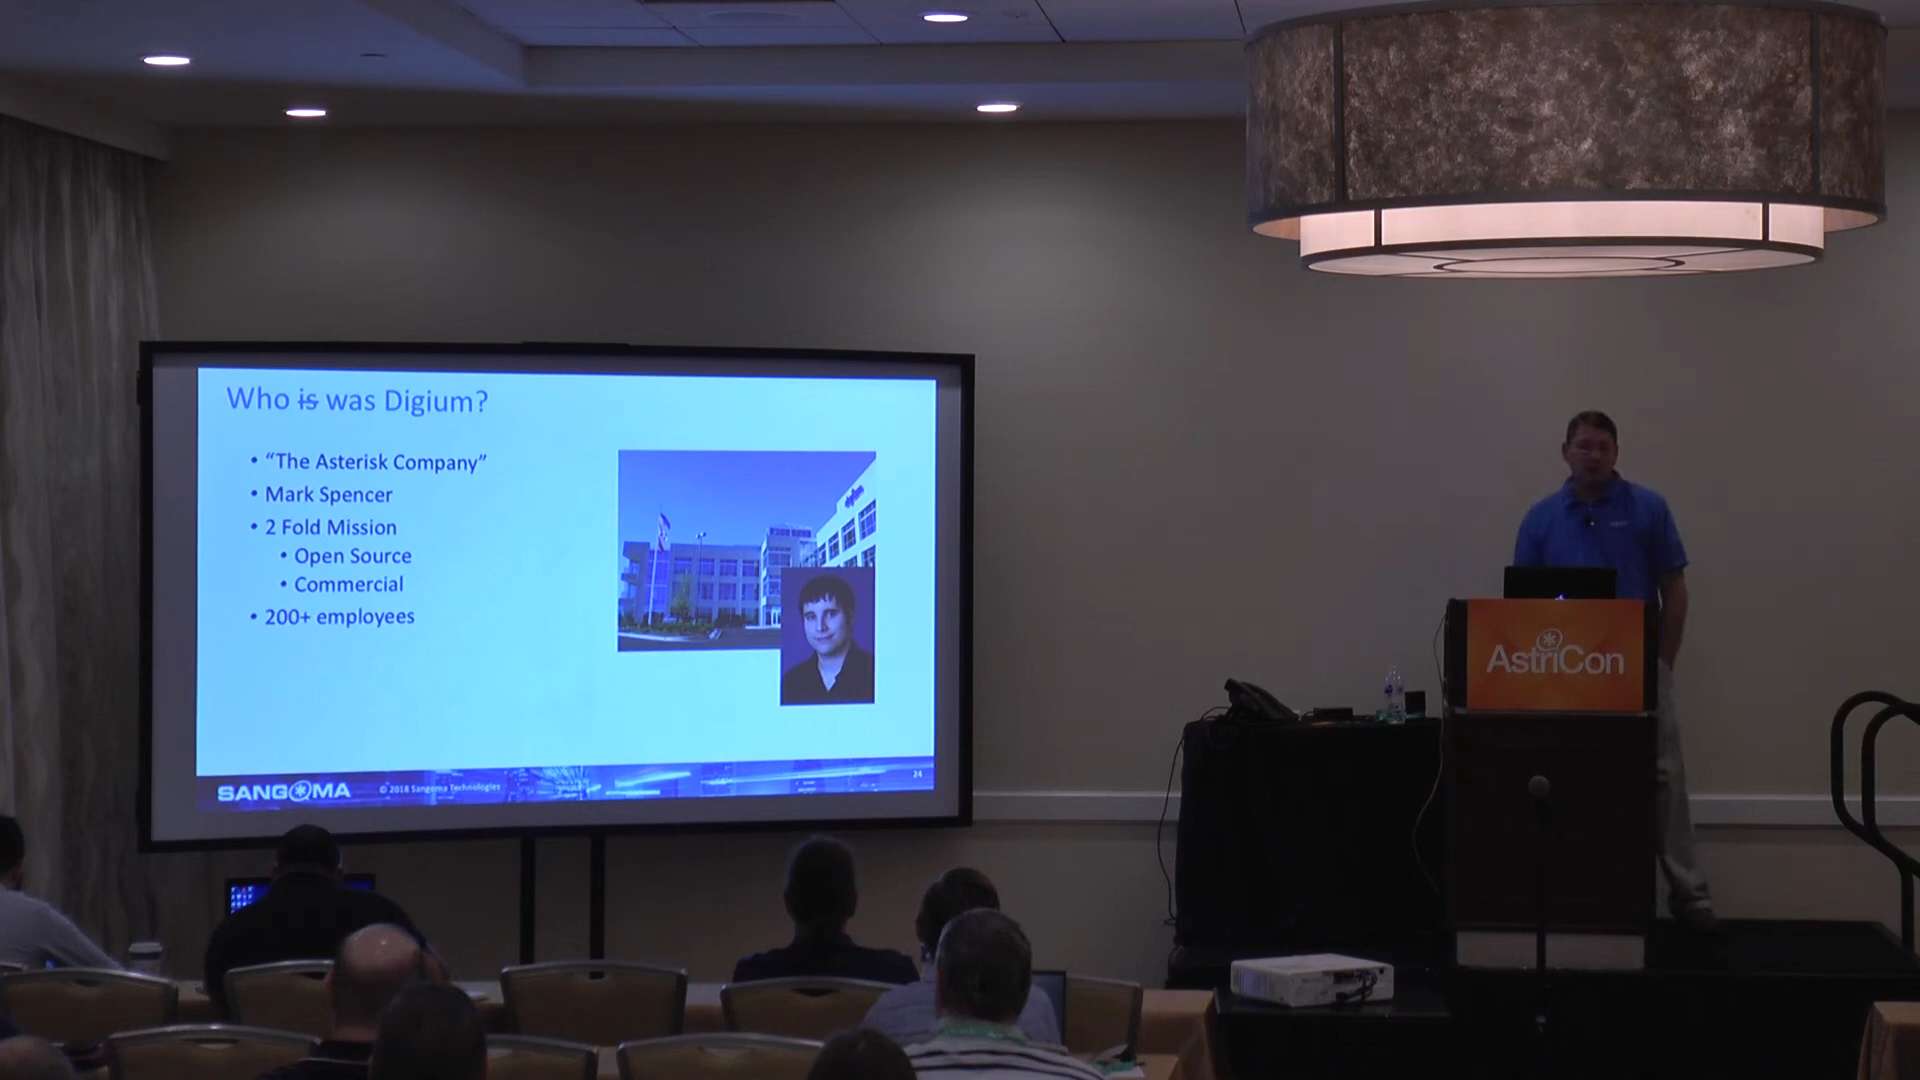 Who is was Digium?
• “The Asterisk Company”
• Mark Spencer
• 2 Fold Mission
• Open Source
• Commercial
• 200+ employees
digium
SANGOMA
© 2018 Sangoma Technologies
24
AstriCon